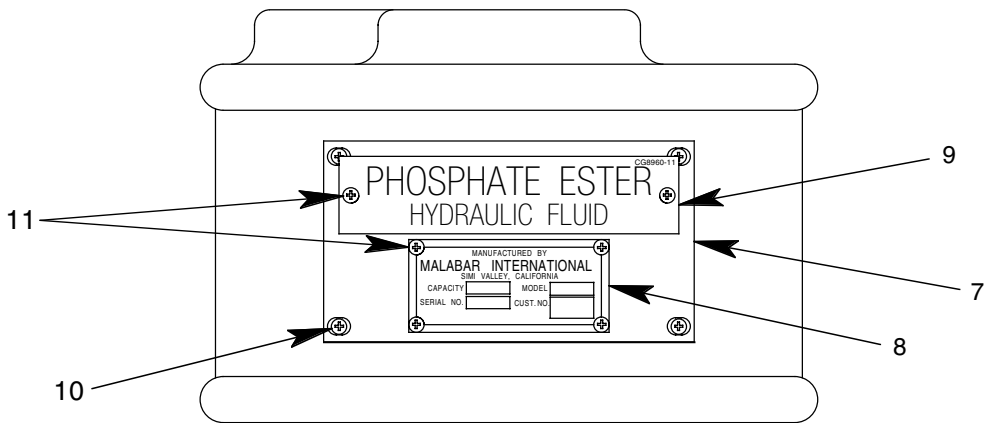 CG8960-11
PHOSPHATE ESTER
HYDRAULIC FLUID
MANUFACTURED BY
MALABAR INTERNATIONAL
SIMI VALLEY, CALIFORNIA
CAPACITY MODEL
SERIAL NO. CUST. NO.
9
11
7
8
10